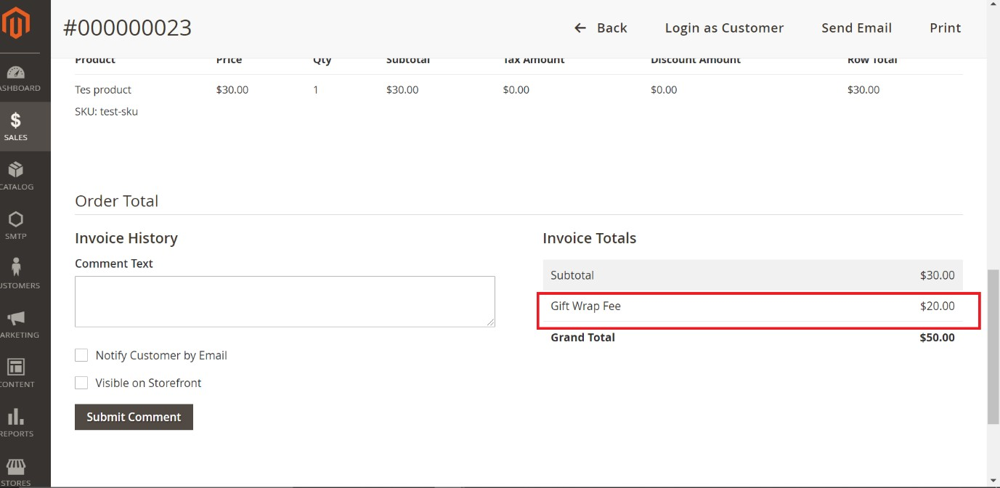 #000000023
Back
Login as Customer
Send Email
Print
Product Price Qty Subtotal Tax Amount Discount Amount Row Total
Tes product $30.00 1 $30.00 $0.00 $0.00 $30.00
SKU: test-sku
Order Total
Invoice History
Comment Text
Notify Customer by Email
Visible on Storefront
Submit Comment
Invoice Totals
Subtotal $30.00
Gift Wrap Fee $20.00
Grand Total $50.00
ASHBOARD
$
SALES
CATALOG
SMTP
USTOMERS
ARKETING
CONTENT
REPORTS
STORES